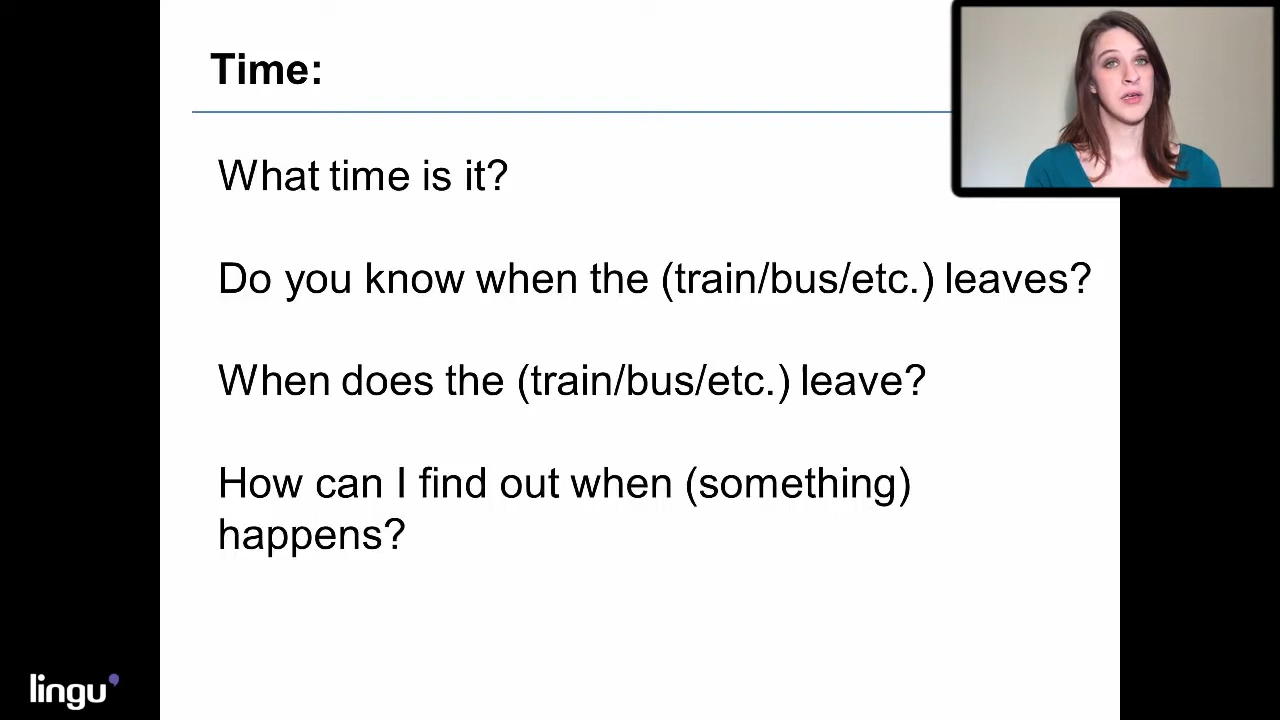 Time:
What time is it?
Do you know when the (train/bus/etc.) leaves?
When does the (train/bus/etc.) leave?
How can I find out when (something)
happens?
lingu